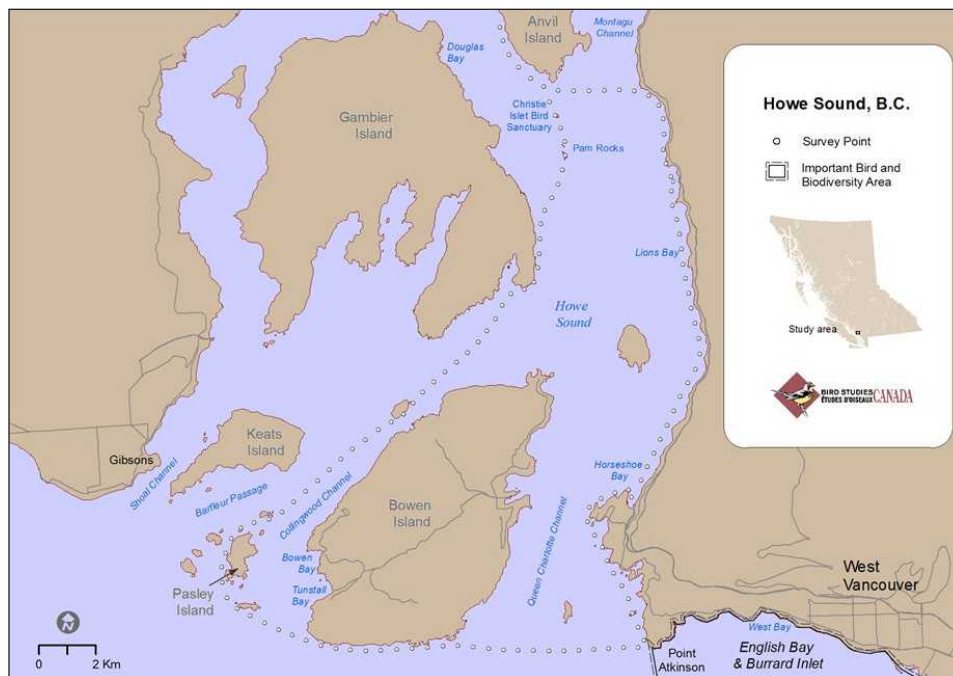 Anvil
Island
Montagu
Channel
Douglas
Bay
Christie
Islet Bird
Sanctuary
Gambier
Island
Pam Rocks
Lions Bay
Howe
Sound
Keats
Island
Gibsons
Shoal Channel
Barfleur Passage
Collingwood Channel
Horseshoe
Bay
Bowen
Island
Queen Charlotte Channel
Bowen
Bay
Tunstall
Bay
Pasley
Island
West
Vancouver
West Bay
Point
Atkinson
English Bay
& Burrard Inlet
N
0 2 Km
Howe Sound, B.C.
Survey Point
Important Bird and
Biodiversity Area
Study area
BIRD STUDIES
ÉTUDES D'OISEAUX CANADA